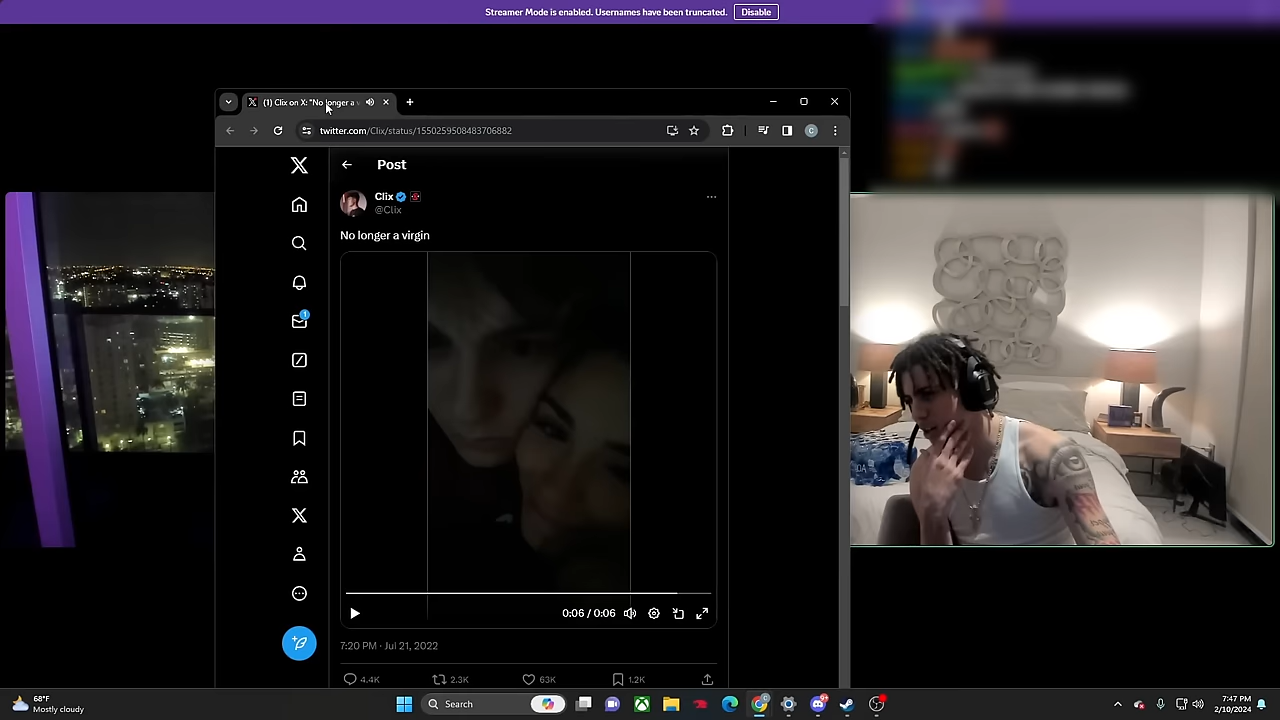 Streamer Mode is enabled. Usernames have been truncated. Disable
(1) Clix on X: "No longer a v
twitter.com/Clix/status/1550259508483706882
Post
Clix
@Clix
No longer a virgin
0:06 / 0:06
7:20 PM · Jul 21, 2022
4.4K 2.3K 63K 1.2K
68°F
Mostly cloudy
Search
7:47 PM
2/10/2024